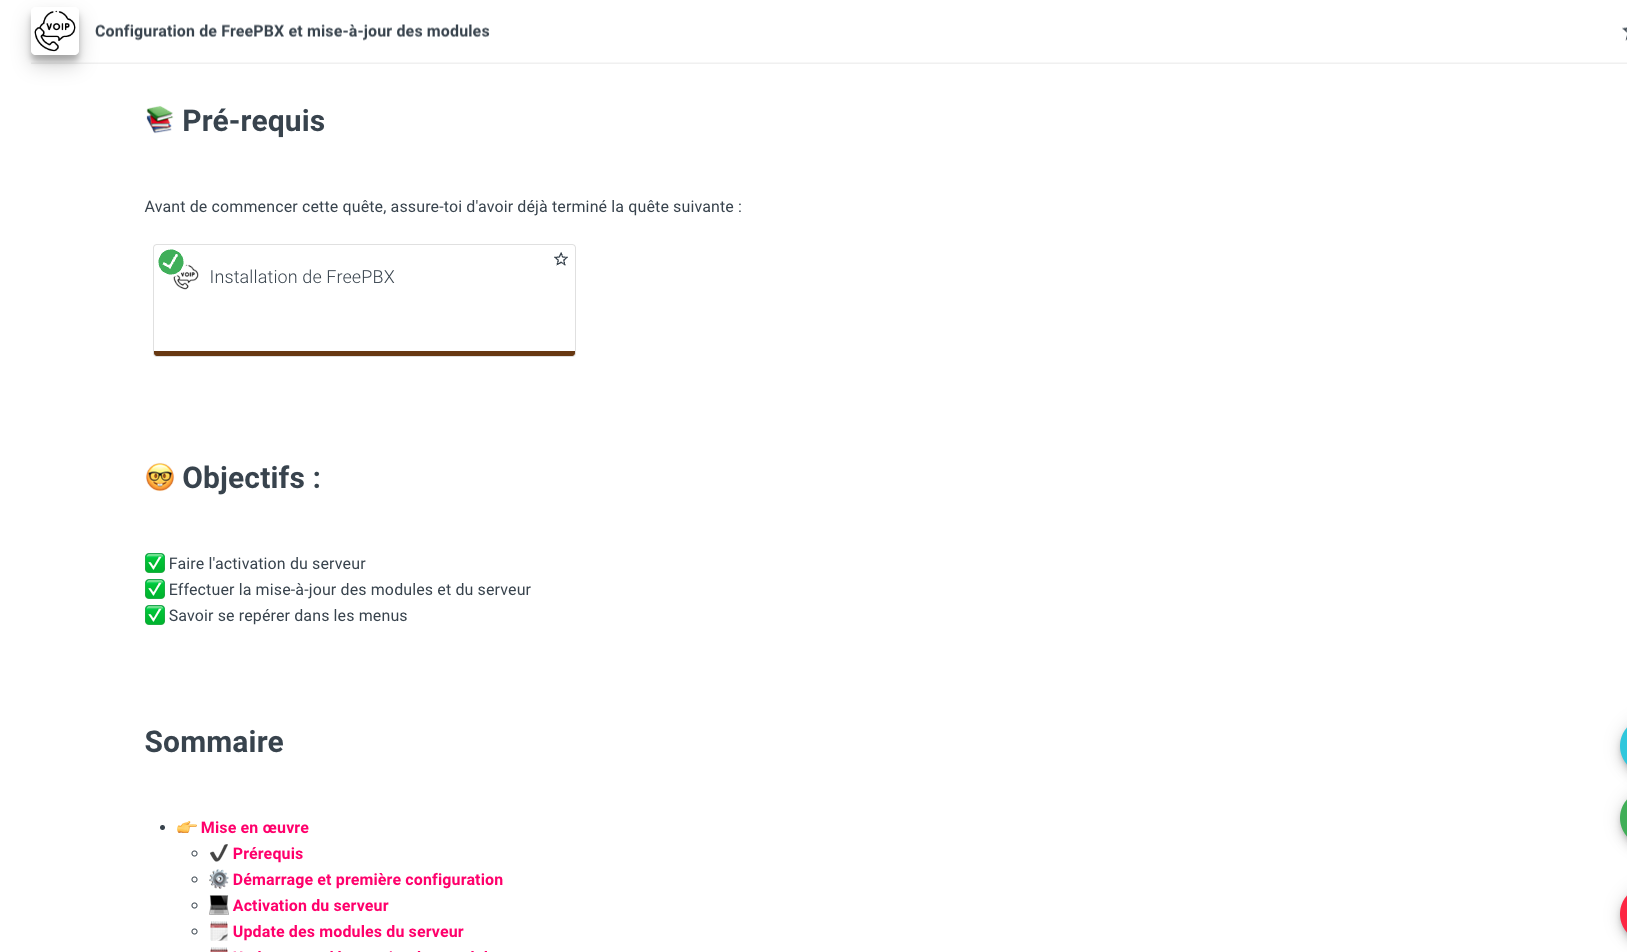 VOIP
Configuration de FreePBX et mise-à-jour des modules
Pré-requis
Avant de commencer cette quête, assure-toi d'avoir déjà terminé la quête suivante :
VOIP
Installation de FreePBX
Objectifs :
Faire l'activation du serveur
Effectuer la mise-à-jour des modules et du serveur
Savoir se repérer dans les menus
Sommaire
Mise en œuvre
Prérequis
Démarrage et première configuration
Activation du serveur
Update des modules du serveur